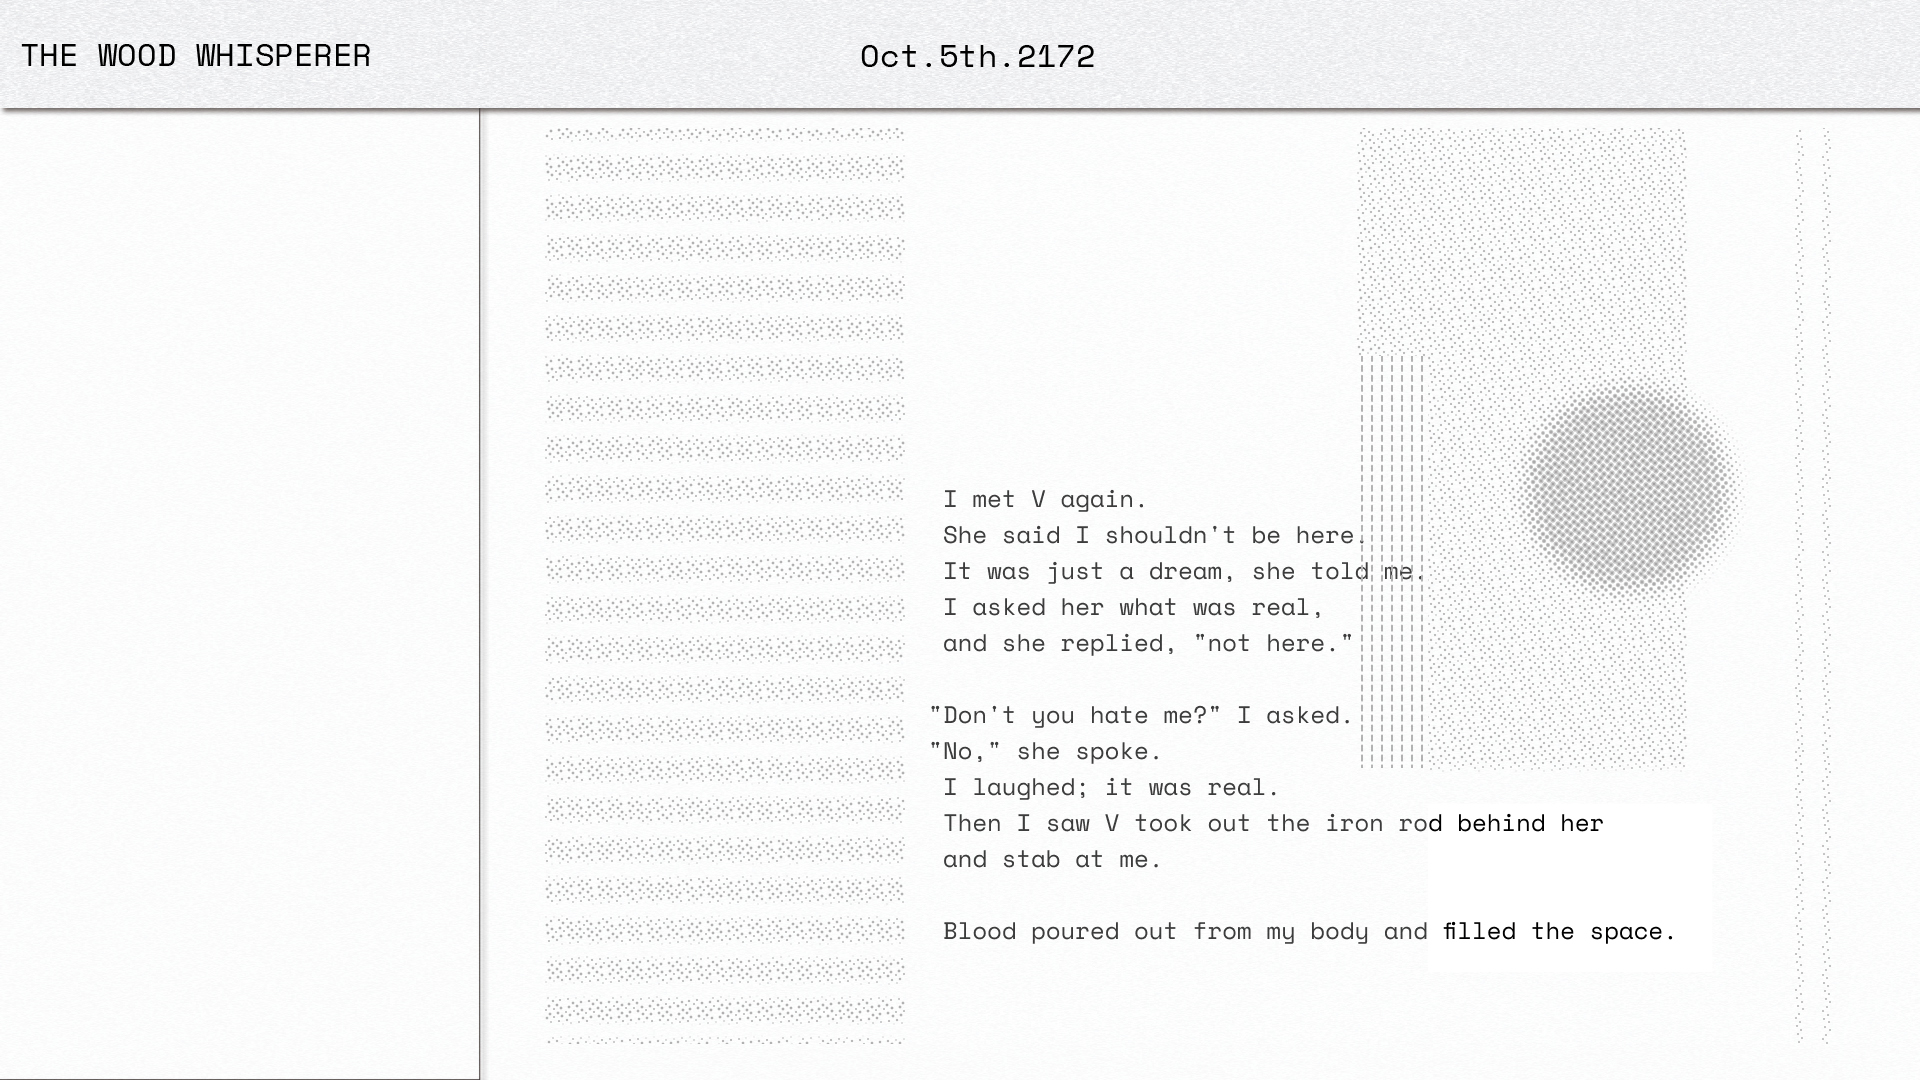 THE WOOD WHISPERER
Oct.5th.2172
I met V again.
She said I shouldn't be here.
It was just a dream, she told me.
I asked her what was real,
and she replied, "not here."
"Don't you hate me?" I asked.
"No," she spoke.
I laughed; it was real.
Then I saw V took out the iron rod behind her
and stab at me.
Blood poured out from my body and filled the space.